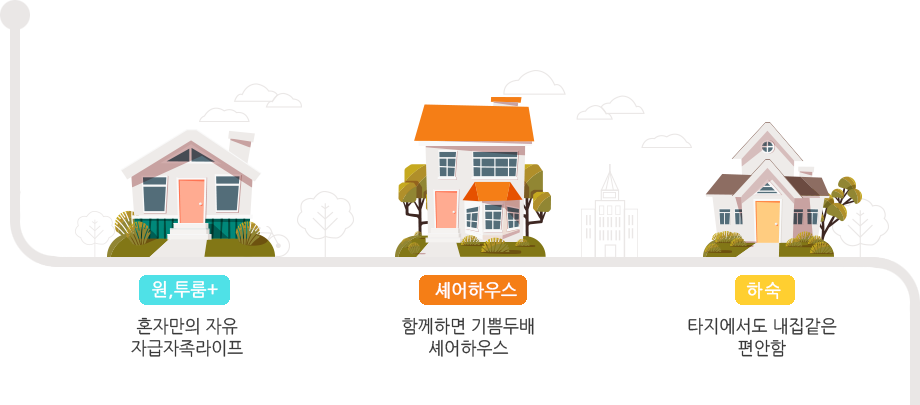 원,투룸+
혼자만의 자유
자급자족라이프
셰어하우스
함께하면 기쁨두배
셰어하우스
하숙
타지에서도 내집같은
편안함